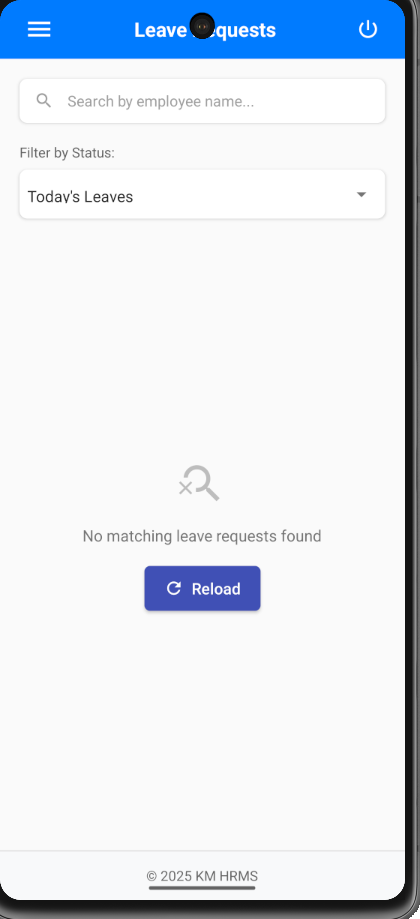 Leave quests
Search by employee name...
Filter by Status:
Today's Leaves
No matching leave requests found
Reload
© 2025 KM HRMS